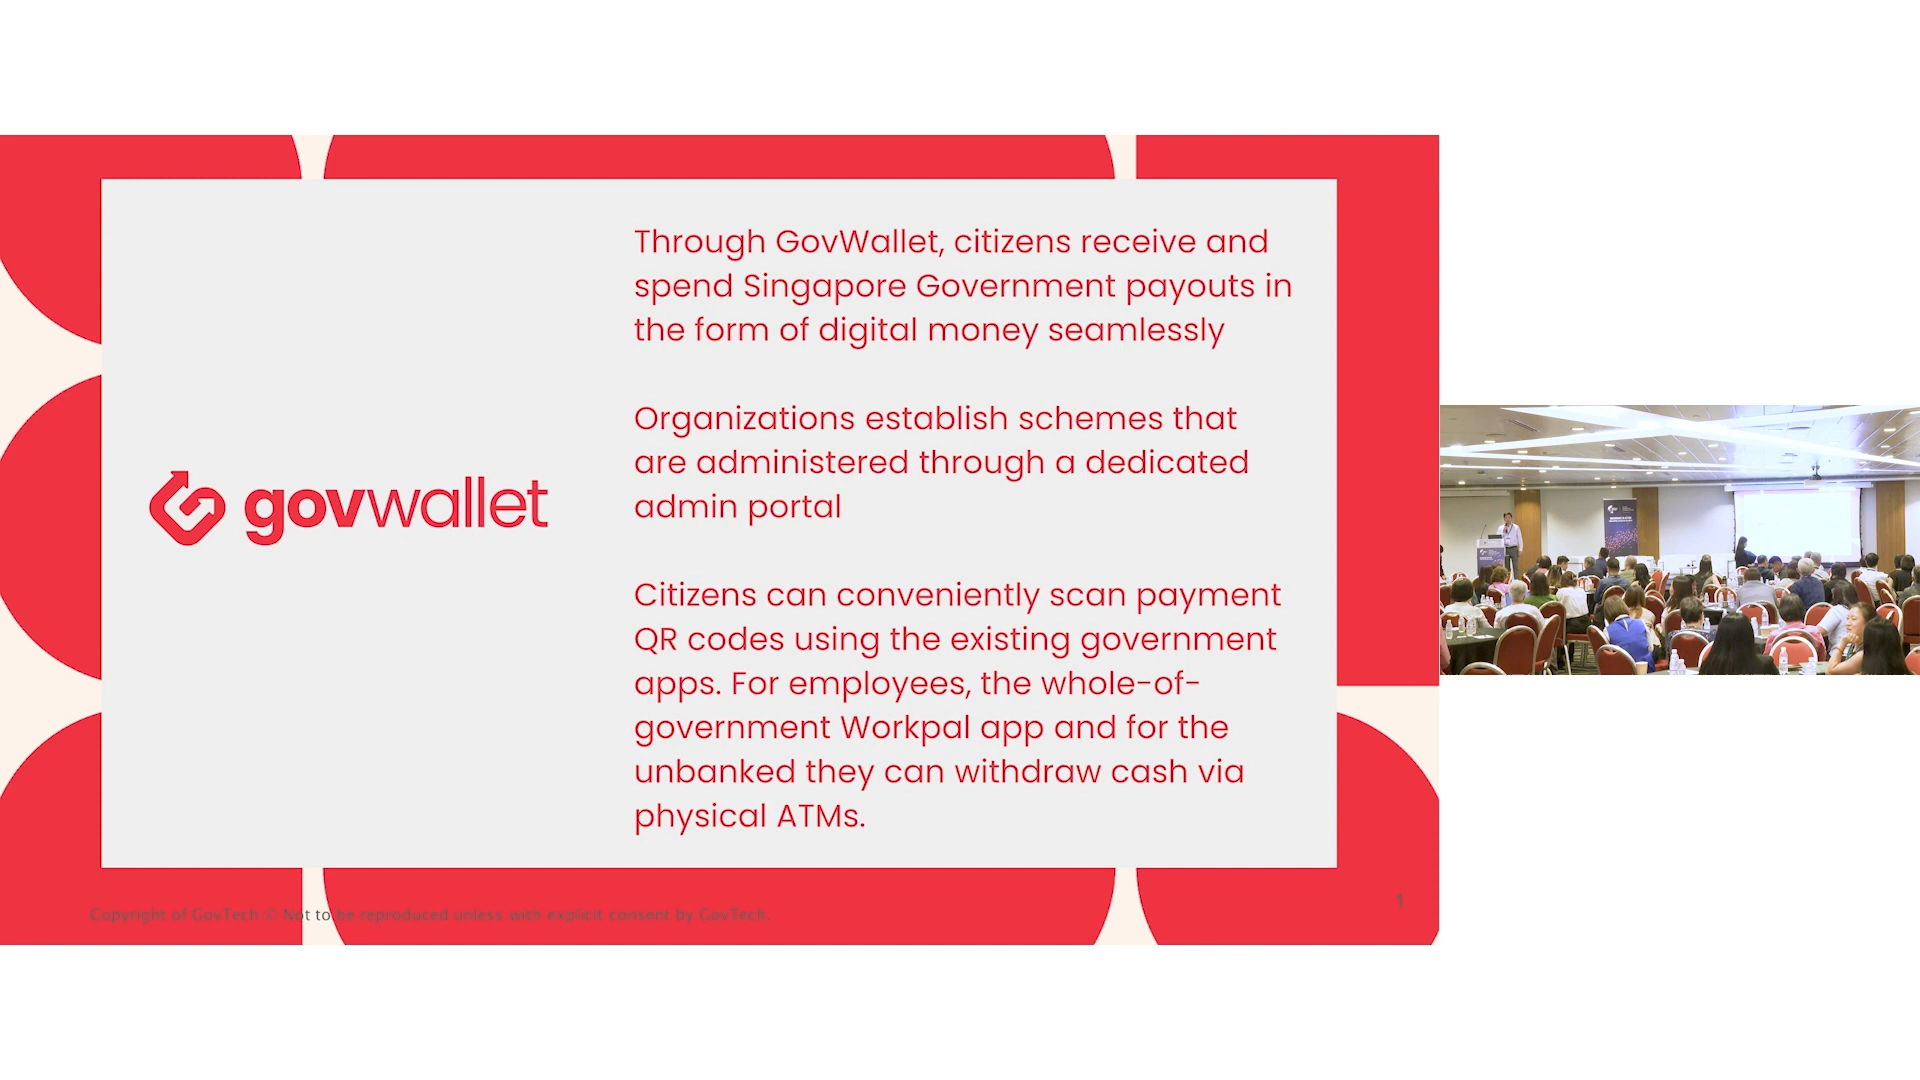 Through GovWallet, citizens receive and
spend Singapore Government payouts in
the form of digital money seamlessly
Organizations establish schemes that
are administered through a dedicated
admin portal
govwallet
Citizens can conveniently scan payment
QR codes using the existing government
apps. For employees, the whole-of-
government Workpal app and for the
unbanked they can withdraw cash via
physical ATMs.
Copyright of GovTech © Not to be reproduced unless with explicit consent by GovTech.
1